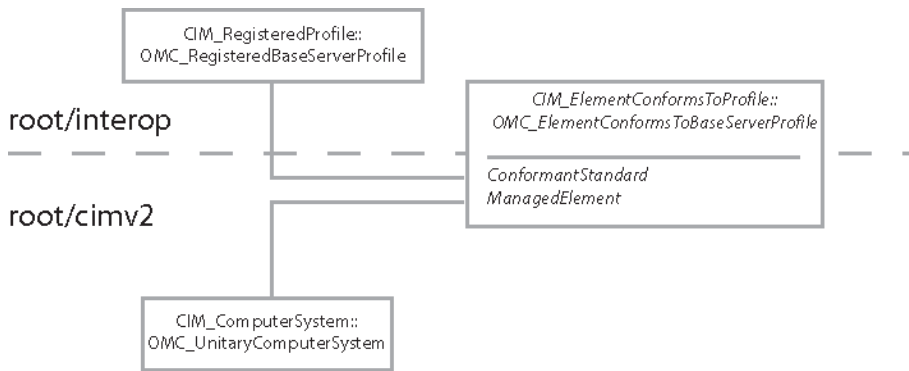 CIM_RegisteredProfile::
OMC_RegisteredBaseServerProfile
root/interop
CIM_ElementConformsToProfile::
OMC_ElementConformsToBaseServerProfile
ConformantStandard
ManagedElement
root/cimv2
CIM_ComputerSystem::
OMC_UnitaryComputerSystem